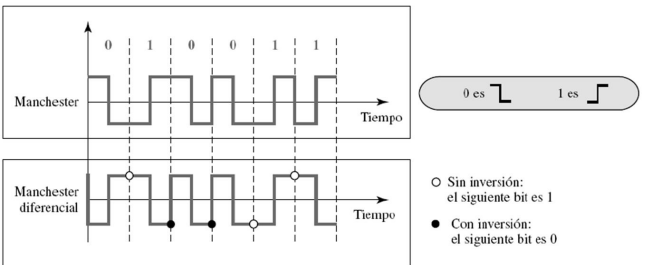 0 1 0 0 1 1
Manchester
Tiempo
0 es
1 es
Manchester
diferencial
Tiempo
Sin inversión:
el siguiente bit es 1
Con inversión:
el siguiente bit es 0